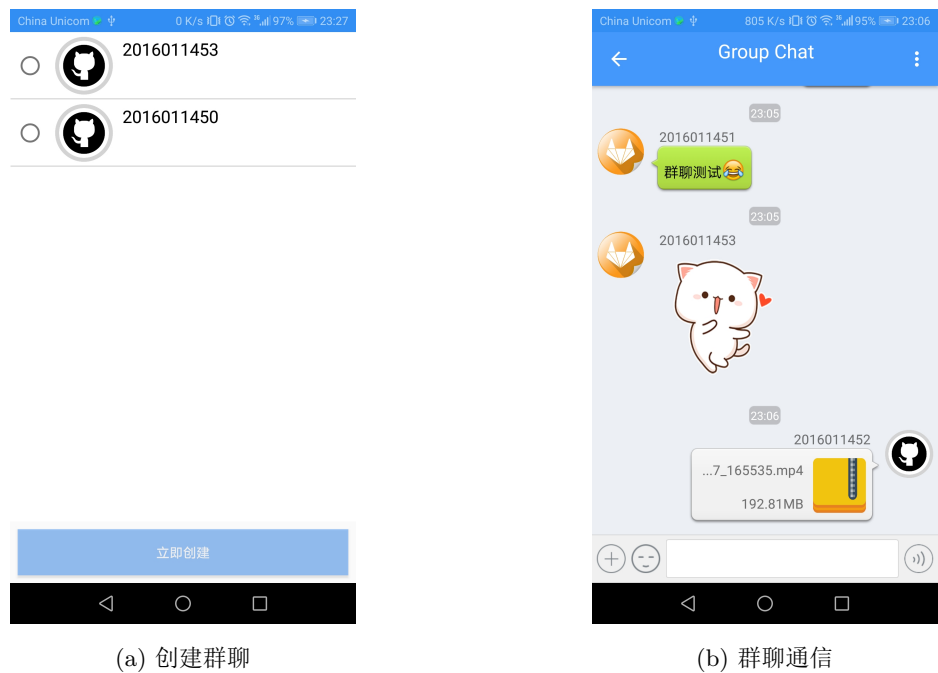 China Unicom 0 K/s 97% 23:27
2016011453
2016011450
立即创建
(a) 创建群聊
China Unicom 805 K/s 95% 23:06
Group Chat
23:05
2016011451
群聊测试😂
23:05
2016011453
23:06
2016011452
...7_165535.mp4
192.81MB
(b) 群聊通信